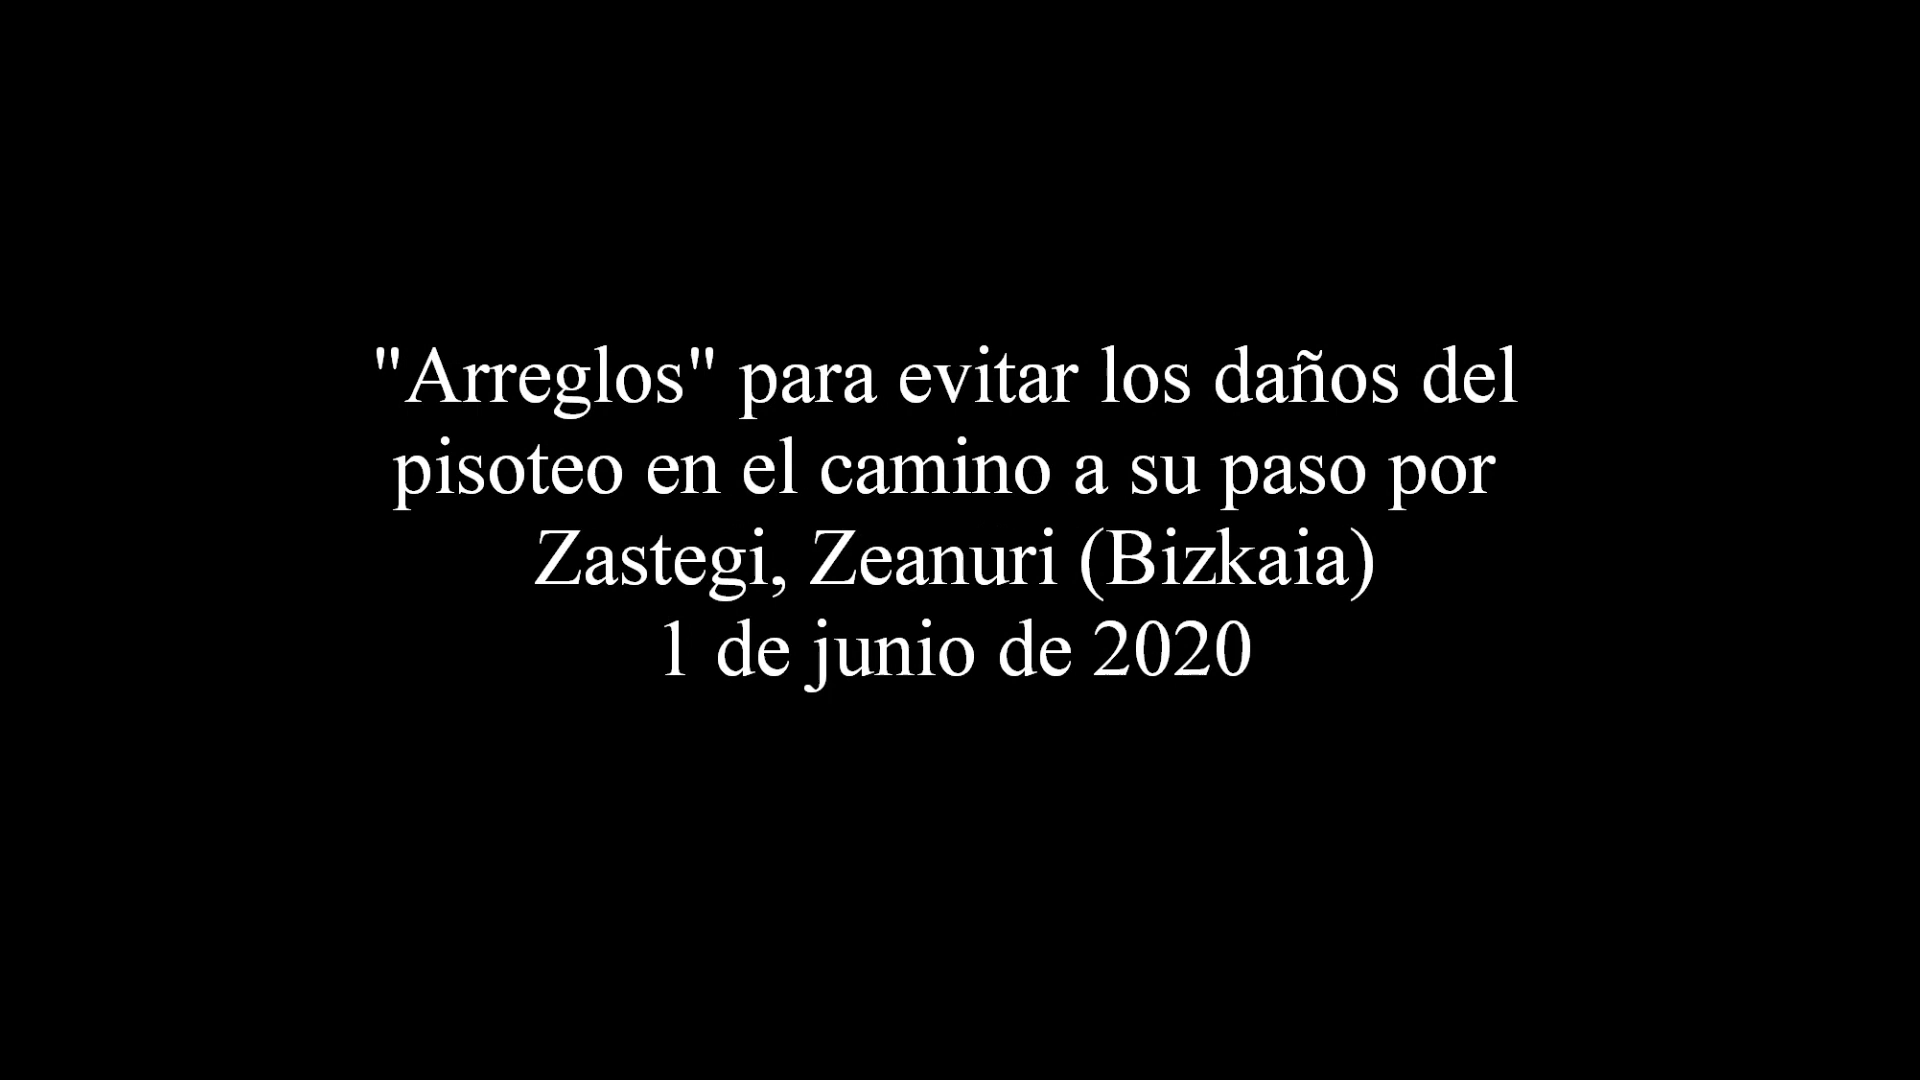 "Arreglos" para evitar los daños del
pisoteo en el camino a su paso por
Zastegi, Zeanuri (Bizkaia)
1 de junio de 2020